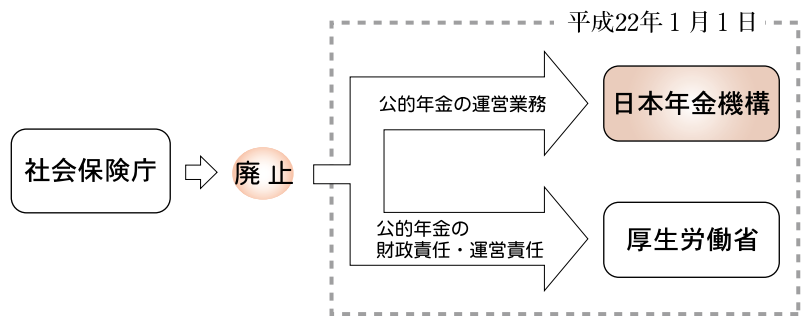 平成22年1月1日
社会保険庁
廃止
公的年金の運営業務
日本年金機構
公的年金の
財政責任・運営責任
厚生労働省